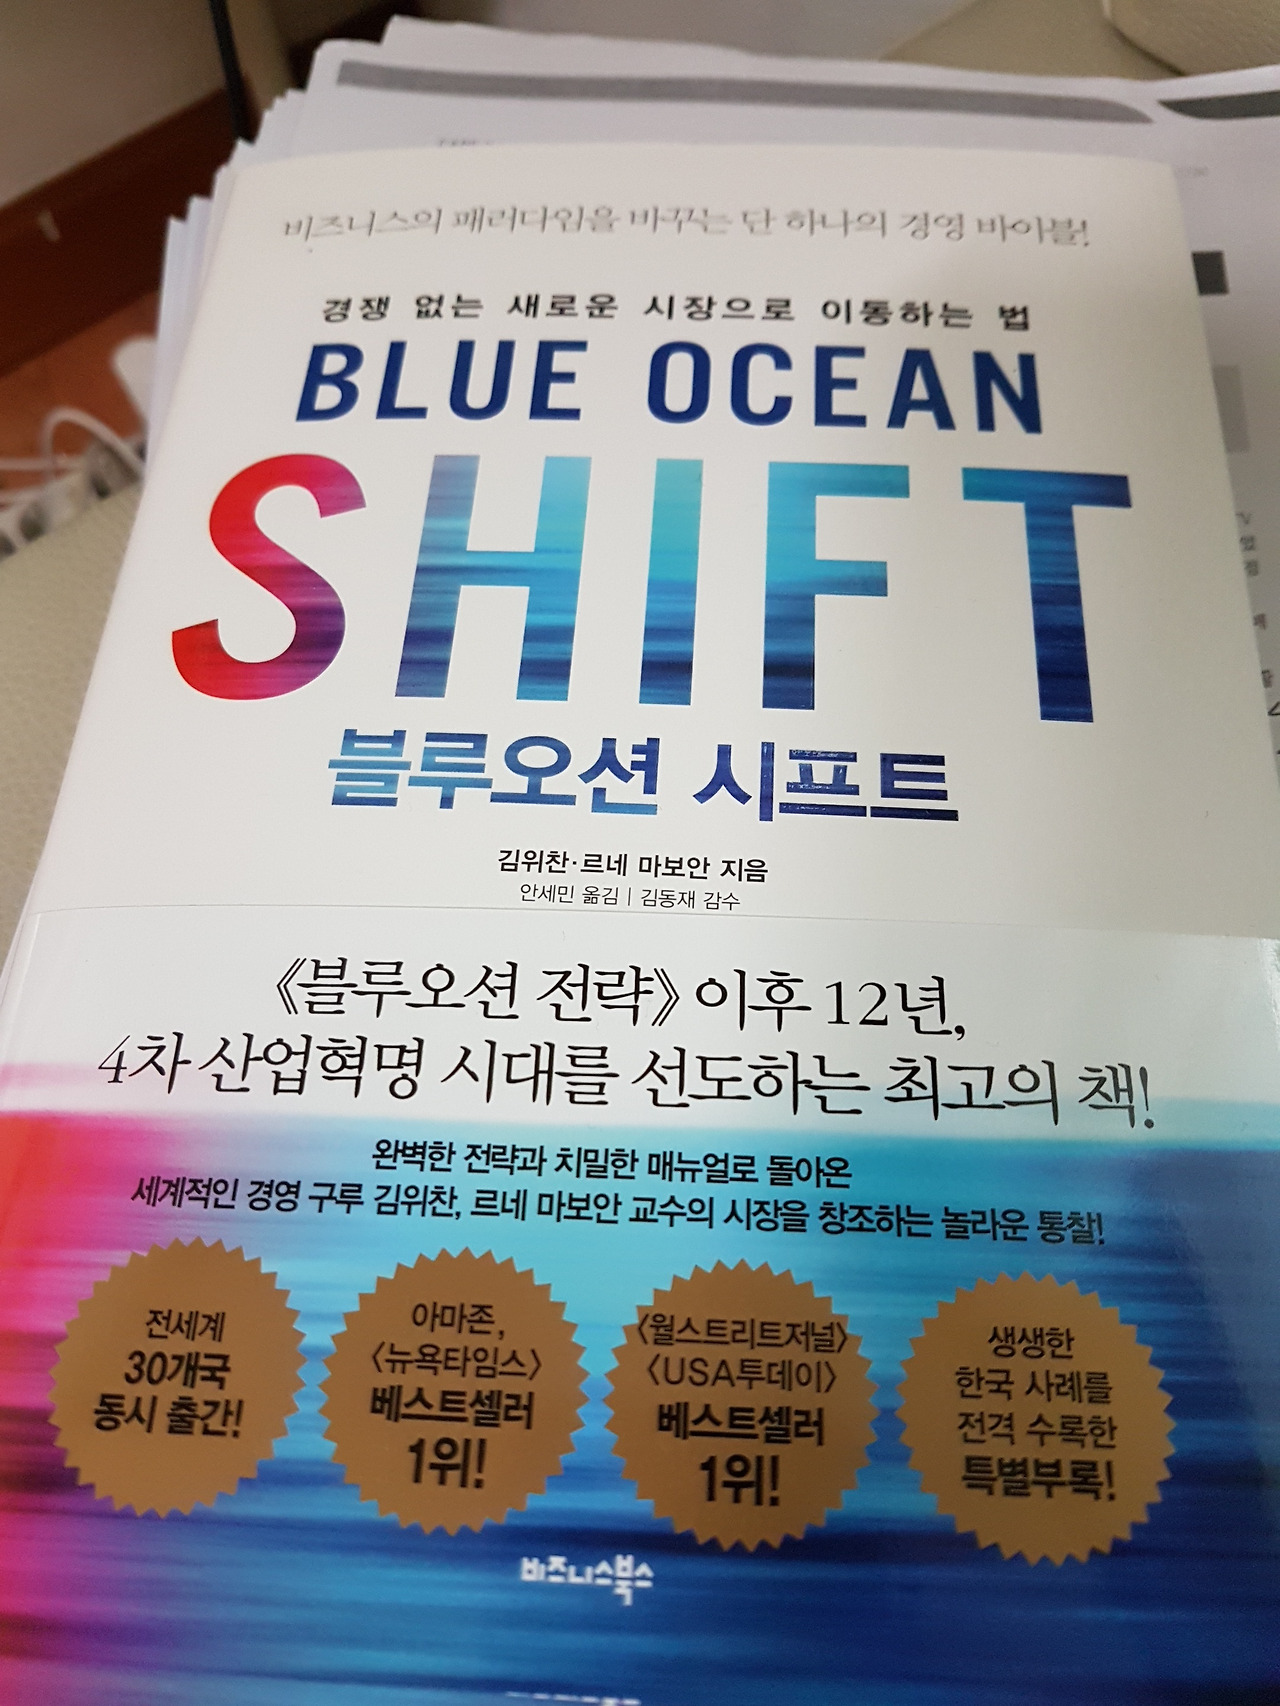 비즈니스의 패러다임을 바꾸는 단 하나의 경영 바이블!
경쟁 없는 새로운 시장으로 이동하는 법
BLUE OCEAN
SHIFT
블루오션 시프트
김위찬·르네 마보안 지음
안세민 옮김 | 김동재 감수
《블루오션 전략》 이후 12년,
4차 산업혁명 시대를 선도하는 최고의 책!
완벽한 전략과 치밀한 매뉴얼로 돌아온
세계적인 경영 구루 김위찬, 르네 마보안 교수의 시장을 창조하는 놀라운 통찰!
전세계
30개국
동시 출간!
아마존,
〈뉴욕타임스〉
베스트셀러
1위!
〈월스트리트저널〉
〈USA투데이〉
베스트셀러
1위!
생생한
한국 사례를
전격 수록한
특별부록!
비즈니스북스